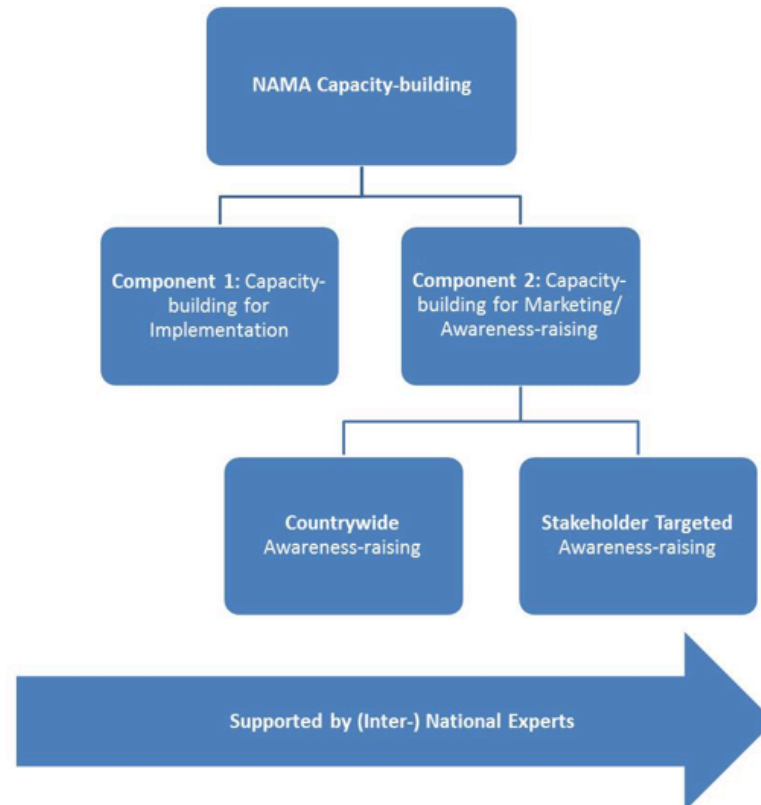 NAMA Capacity-building
Component 1: Capacity-
building for
Implementation
Component 2: Capacity-
building for Marketing/
Awareness-raising
Countrywide
Awareness-raising
Stakeholder Targeted
Awareness-raising
Supported by (Inter-) National Experts